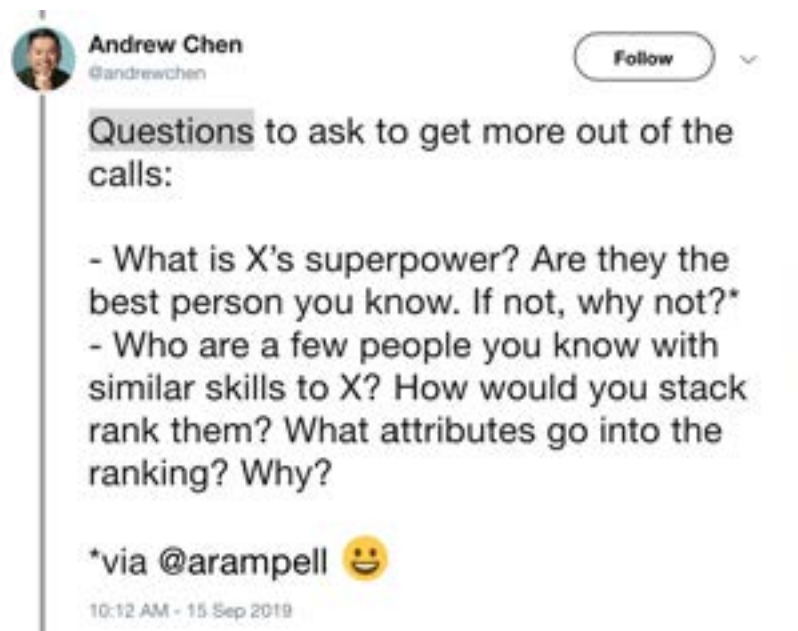 Andrew Chen
@andrewchen
Follow
Questions to ask to get more out of the
calls:
- What is X's superpower? Are they the
best person you know. If not, why not?*
- Who are a few people you know with
similar skills to X? How would you stack
rank them? What attributes go into the
ranking? Why?
*via @arampell 😀
10:12 AM - 15 Sep 2019